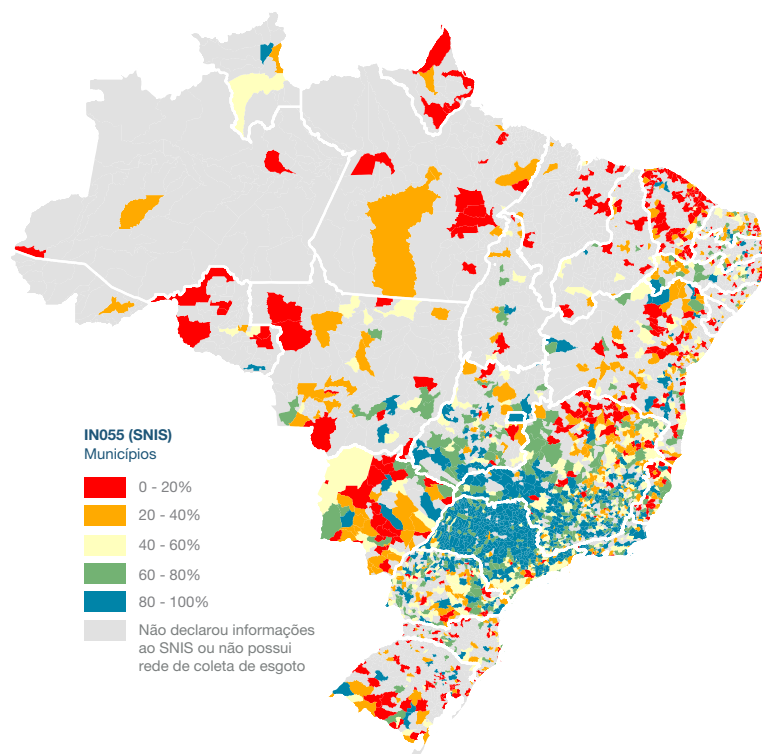 IN055 (SNIS)
Municípios
0 - 20%
20 - 40%
40 - 60%
60 - 80%
80 - 100%
Não declarou informações
ao SNIS ou não possui
rede de coleta de esgoto